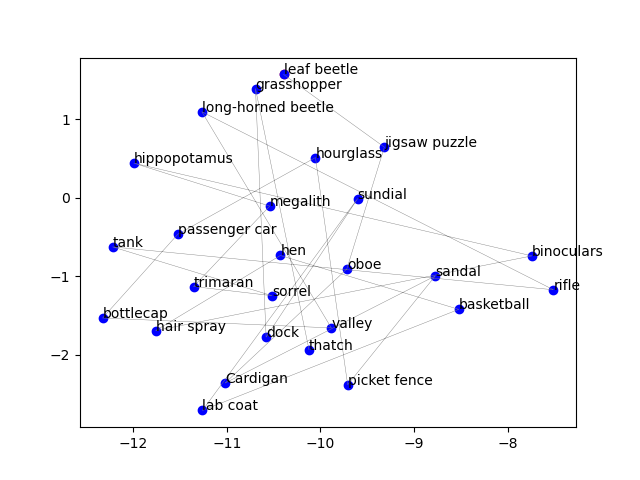 leaf beetle
grasshopper
long-horned beetle
jigsaw puzzle
hourglass
hippopotamus
sundial
megalith
passenger car
tank
hen
binoculars
oboe
sandal
trimaran
sorrel
rifle
basketball
bottlecap
hair spray
valley
dock
thatch
Cardigan
picket fence
lab coat
1
0
−1
−2
−12 −11 −10 −9 −8